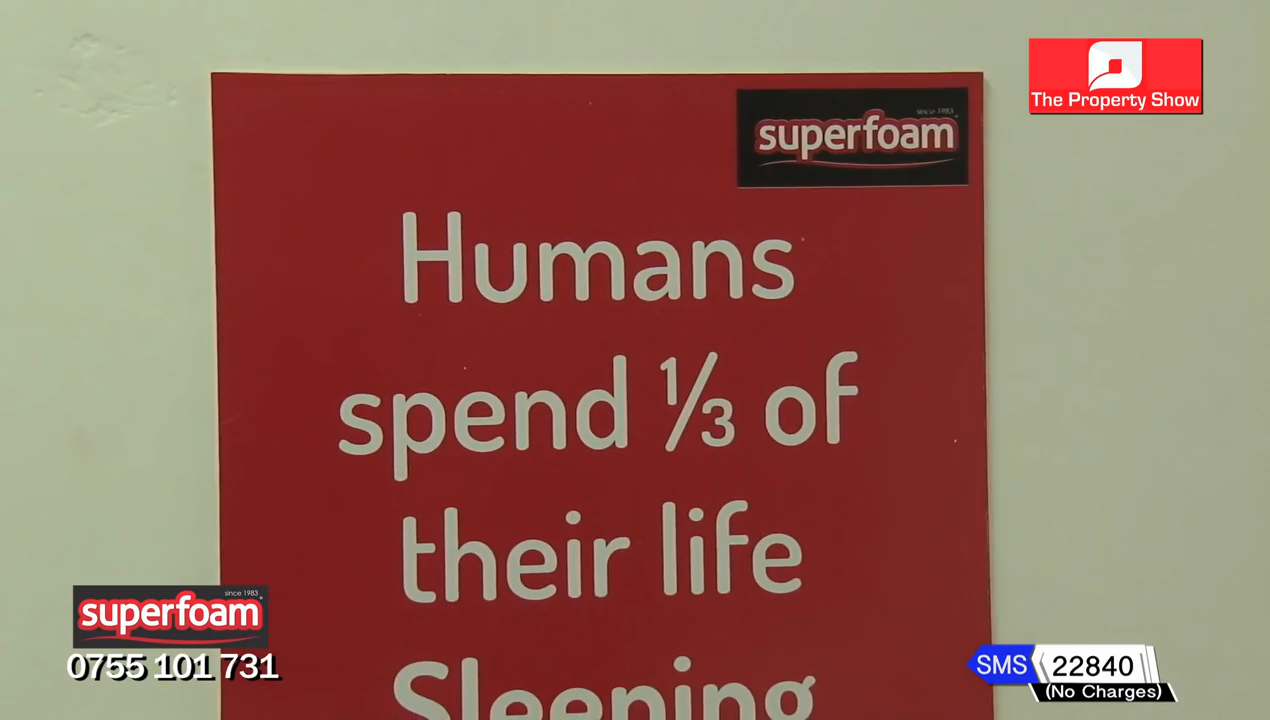 The Property Show
since 1983
superfoam
Humans
spend ⅓ of
their life
Sleeping
since 1983
superfoam
0755 101 731
SMS 22840
(No Charges)